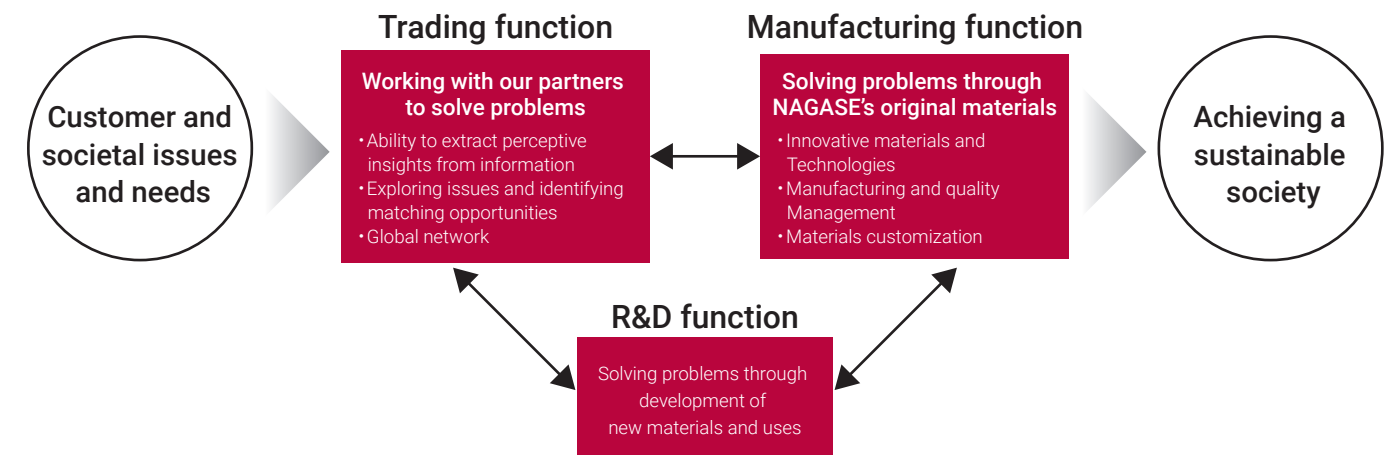 Customer and
societal issues
and needs
Trading function
Working with our partners
to solve problems
・Ability to extract perceptive
insights from information
・Exploring issues and identifying
matching opportunities
・Global network
Manufacturing function
Solving problems through
NAGASE’s original materials
・Innovative materials and
Technologies
・Manufacturing and quality
Management
・Materials customization
R&D function
Solving problems through
development of
new materials and uses
Achieving a
sustainable
society